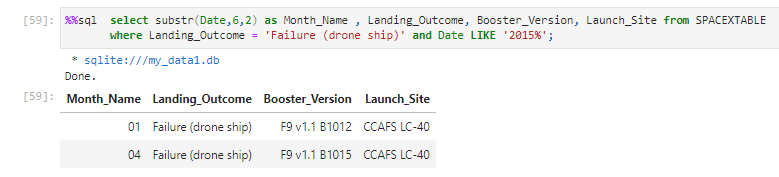 [59]: %%sql select substr(Date,6,2) as Month_Name , Landing_Outcome, Booster_Version, Launch_Site from SPACEXTABLE
where Landing_Outcome = 'Failure (drone ship)' and Date LIKE '2015%';
* sqlite:///my_data1.db
Done.
[59]: Month_Name Landing_Outcome Booster_Version Launch_Site
01 Failure (drone ship) F9 v1.1 B1012 CCAFS LC-40
04 Failure (drone ship) F9 v1.1 B1015 CCAFS LC-40